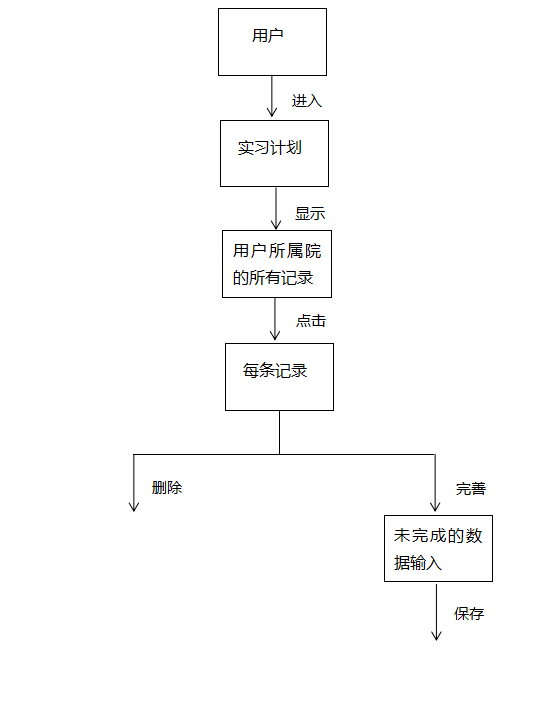 用户
进入
实习计划
显示
用户所属院
的所有记录
点击
每条记录
删除
完善
未完成的数
据输入
保存